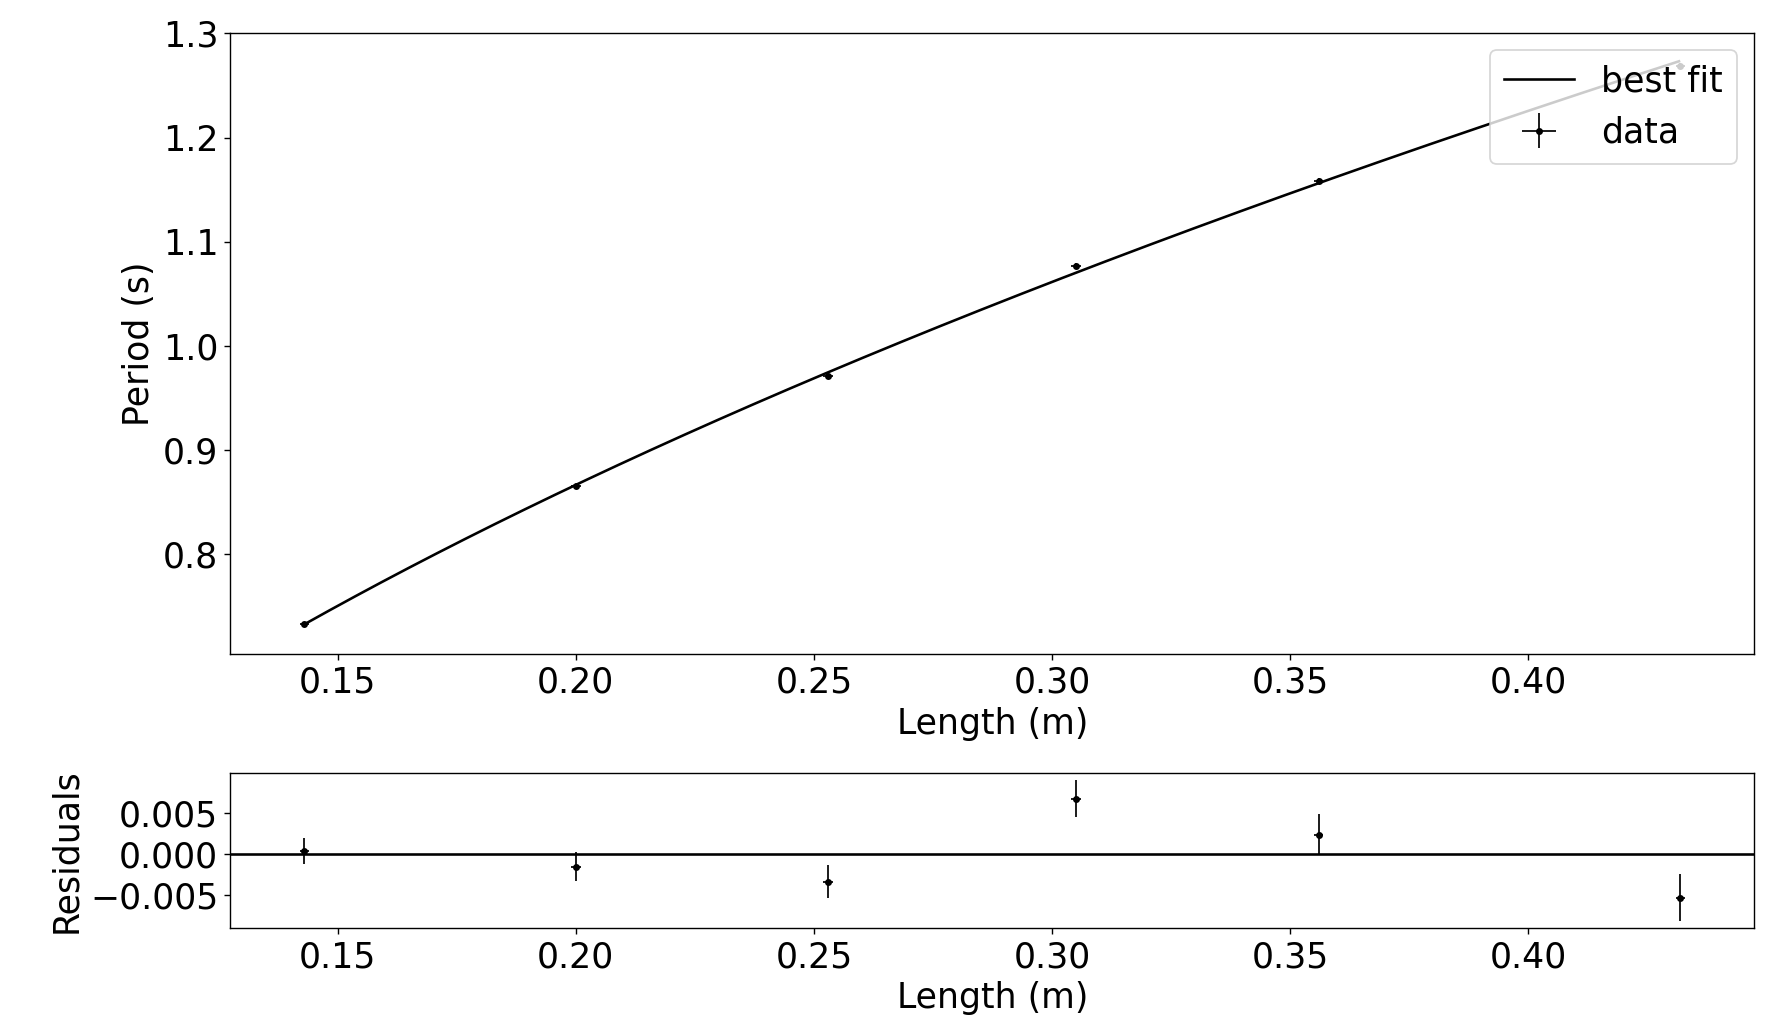 1.3
1.2
1.1
1.0
0.9
0.8
Period (s)
best fit
data
0.15 0.20 0.25 0.30 0.35 0.40
Length (m)
Residuals
0.005
0.000
−0.005
0.15 0.20 0.25 0.30 0.35 0.40
Length (m)